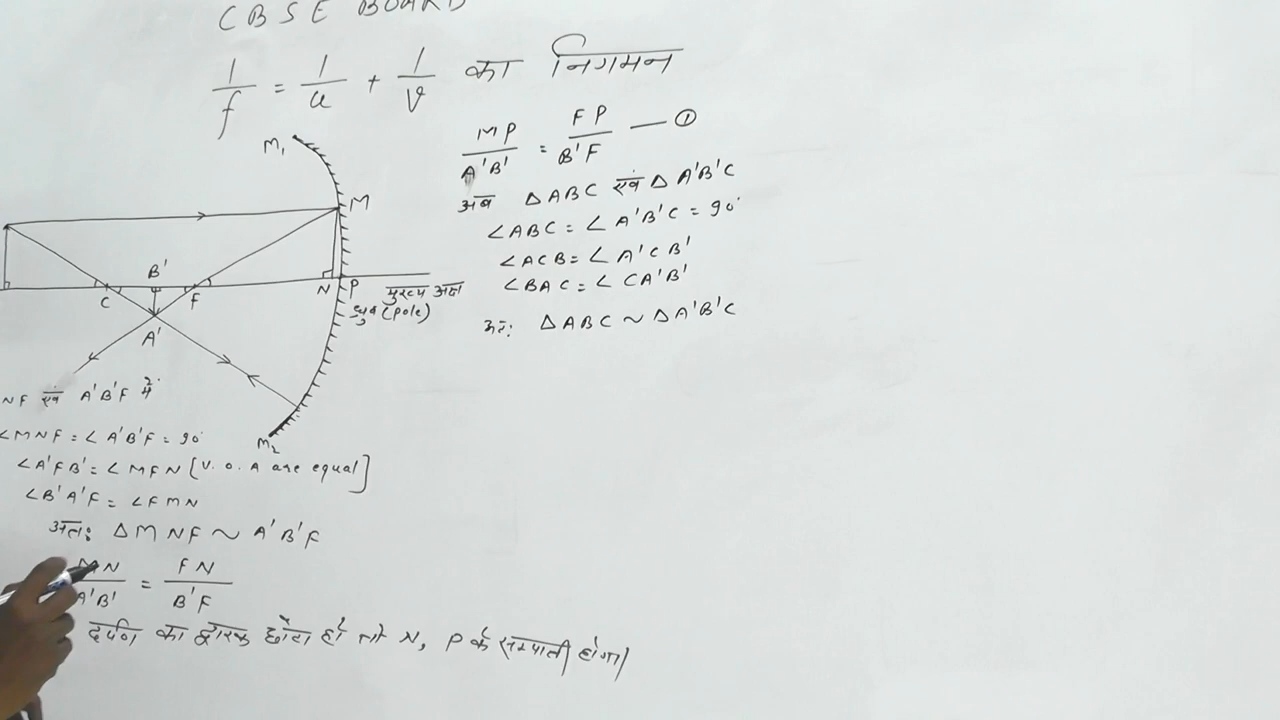 CBSE BOARD
1/f = 1/u + 1/v का निगमन
M₁
M
B'
C
F
N
P
मुख्य अक्ष
ध्रुव (Pole)
A'
M₂
NF एवं A'B'F में
∠MNF = ∠A'B'F = 90°
∠A'FB' = ∠MFN [V.O.A are equal]
∠B'A'F = ∠FMN
अतः ΔMNF ~ A'B'F
MN/A'B' = FN/B'F
दर्पण का द्वारक छोटा हो तो N, P के सम्पाती होगा
MP/A'B' = FP/B'F — ①
अब ΔABC एवं ΔA'B'C
∠ABC = ∠A'B'C = 90°
∠ACB = ∠A'CB'
∠BAC = ∠CA'B'
अतः ΔABC ~ ΔA'B'C